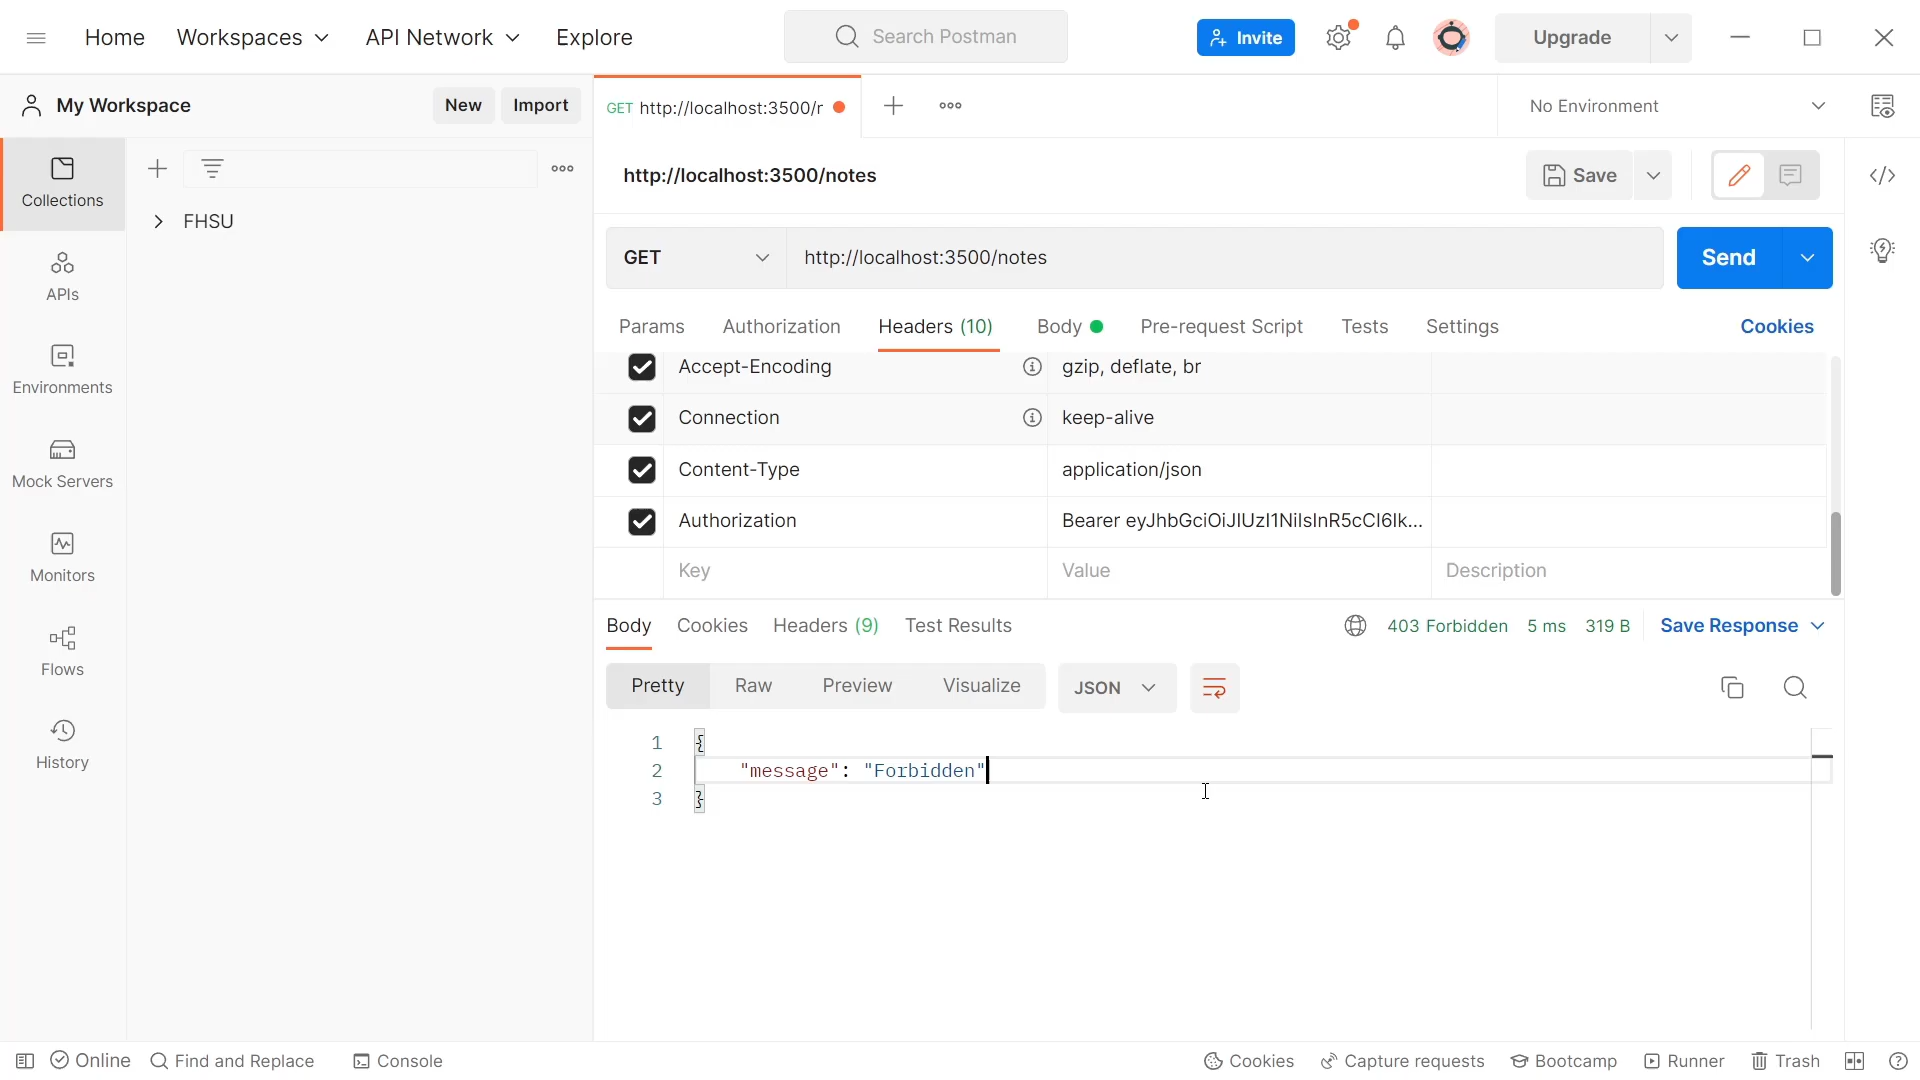 Home Workspaces API Network Explore Search Postman Invite Upgrade
My Workspace New Import GET http://localhost:3500/r No Environment
Collections
FHSU
APIs
Environments
Mock Servers
Monitors
Flows
History
http://localhost:3500/notes Save
GET http://localhost:3500/notes Send
Params Authorization Headers (10) Body Pre-request Script Tests Settings Cookies
Accept-Encoding gzip, deflate, br
Connection keep-alive
Content-Type application/json
Authorization Bearer eyJhbGciOiJIUzI1NiIsInR5cCI6Ik...
Key Value Description
Body Cookies Headers (9) Test Results 403 Forbidden 5 ms 319 B Save Response
Pretty Raw Preview Visualize JSON
1 {
2 "message": "Forbidden"
3 }
Online Find and Replace Console Cookies Capture requests Bootcamp Runner Trash